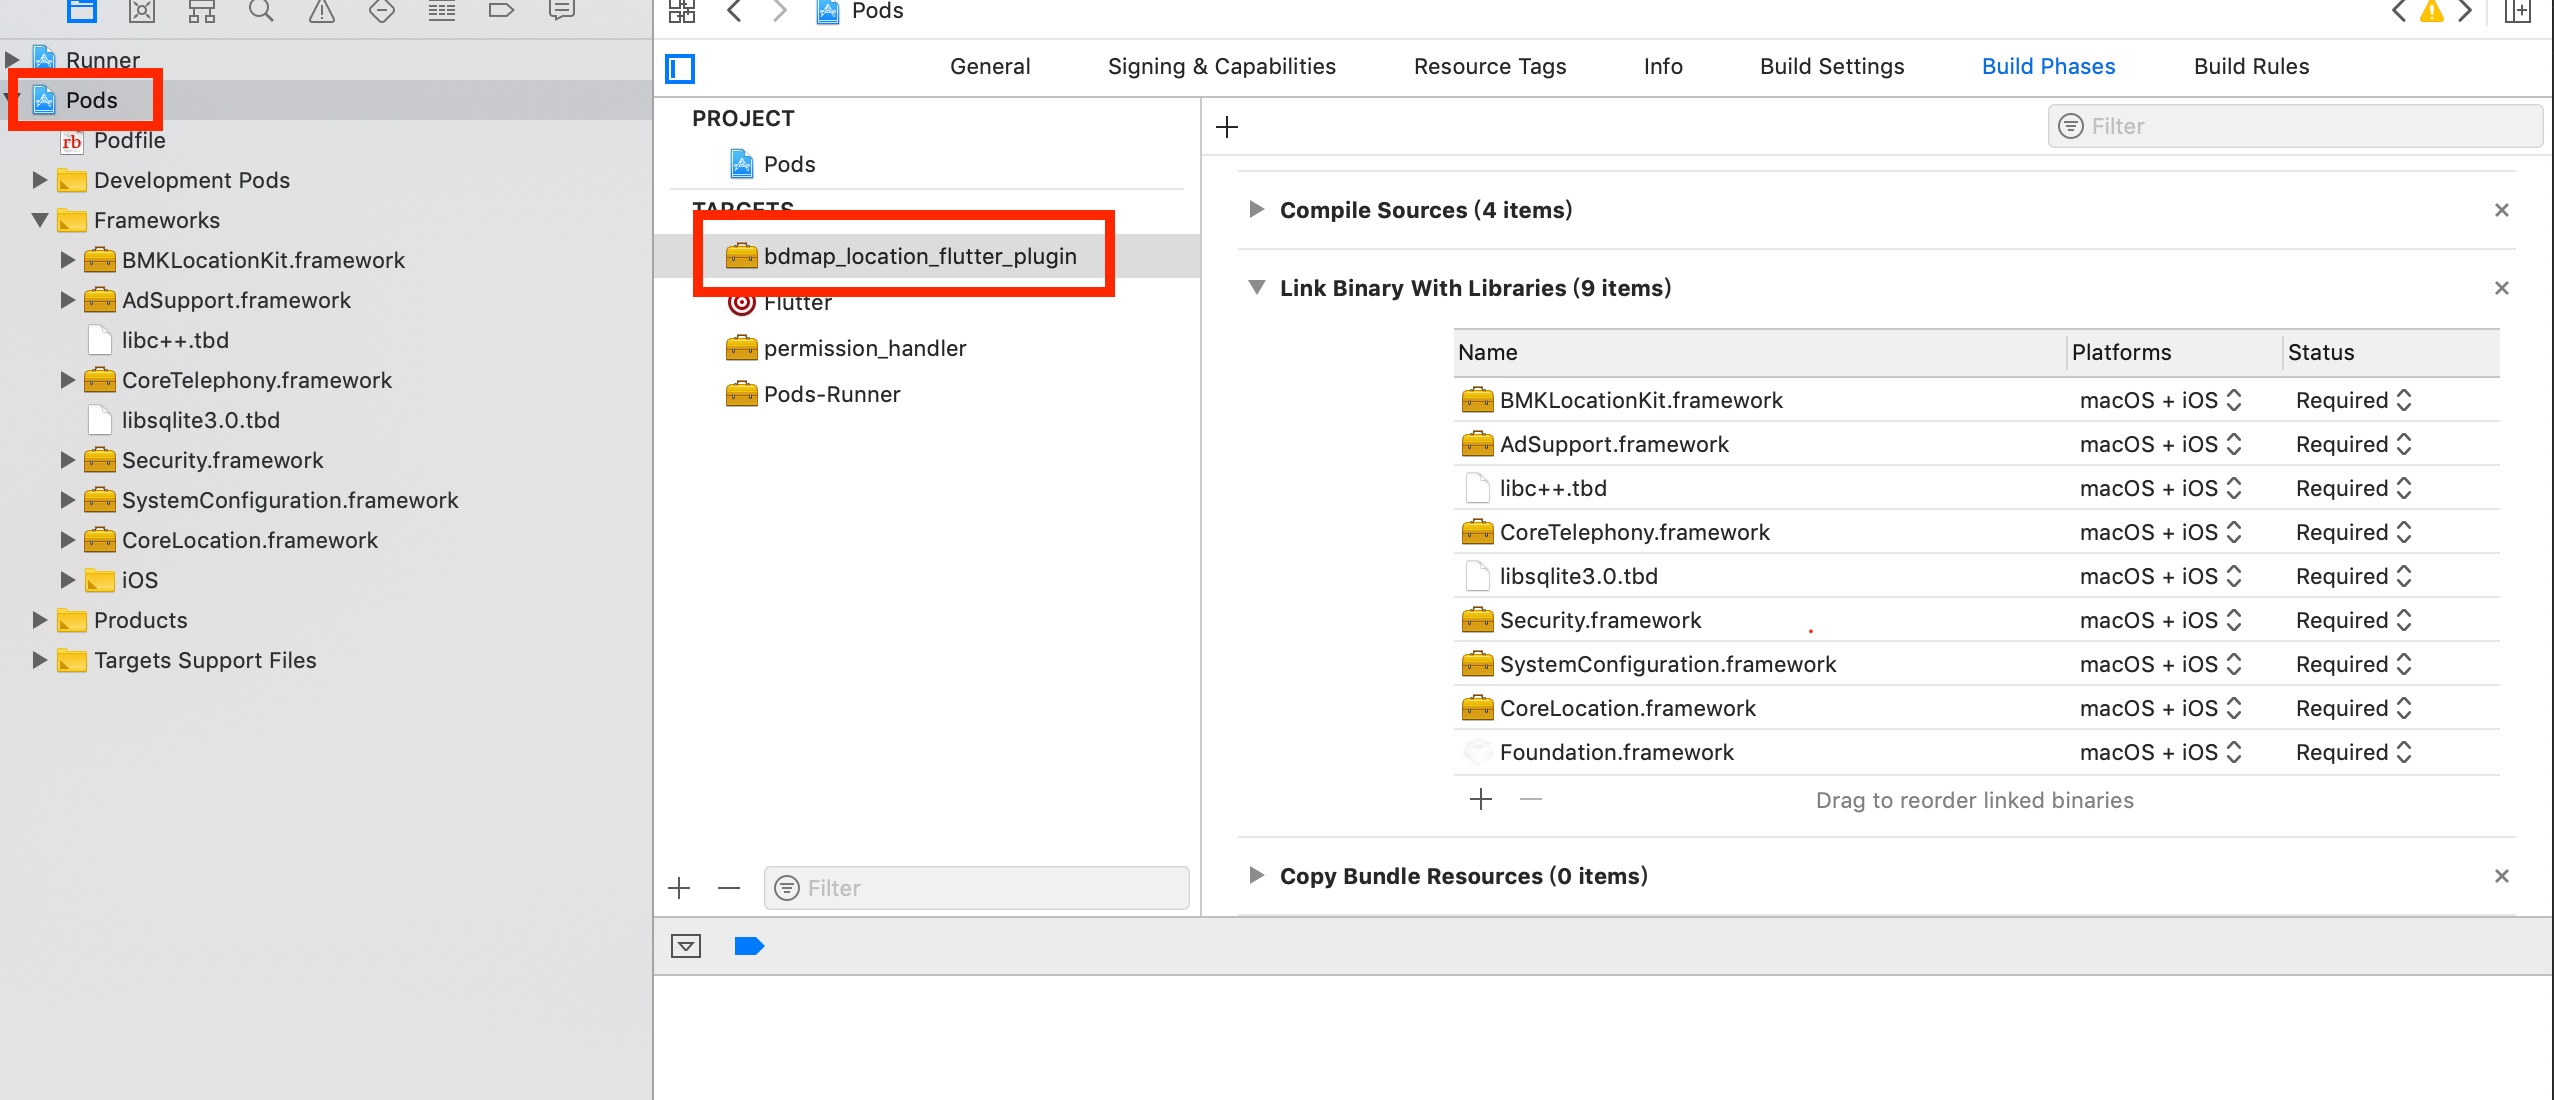 Pods
General Signing & Capabilities Resource Tags Info Build Settings Build Phases Build Rules
Runner
Pods
rb Podfile
Development Pods
Frameworks
BMKLocationKit.framework
AdSupport.framework
libc++.tbd
CoreTelephony.framework
libsqlite3.0.tbd
Security.framework
SystemConfiguration.framework
CoreLocation.framework
iOS
Products
Targets Support Files
PROJECT
Pods
TARGETS
bdmap_location_flutter_plugin
Flutter
permission_handler
Pods-Runner
Filter
Filter
Compile Sources (4 items)
Link Binary With Libraries (9 items)
Name Platforms Status
BMKLocationKit.framework macOS + iOS Required
AdSupport.framework macOS + iOS Required
libc++.tbd macOS + iOS Required
CoreTelephony.framework macOS + iOS Required
libsqlite3.0.tbd macOS + iOS Required
Security.framework macOS + iOS Required
SystemConfiguration.framework macOS + iOS Required
CoreLocation.framework macOS + iOS Required
Foundation.framework macOS + iOS Required
Drag to reorder linked binaries
Copy Bundle Resources (0 items)